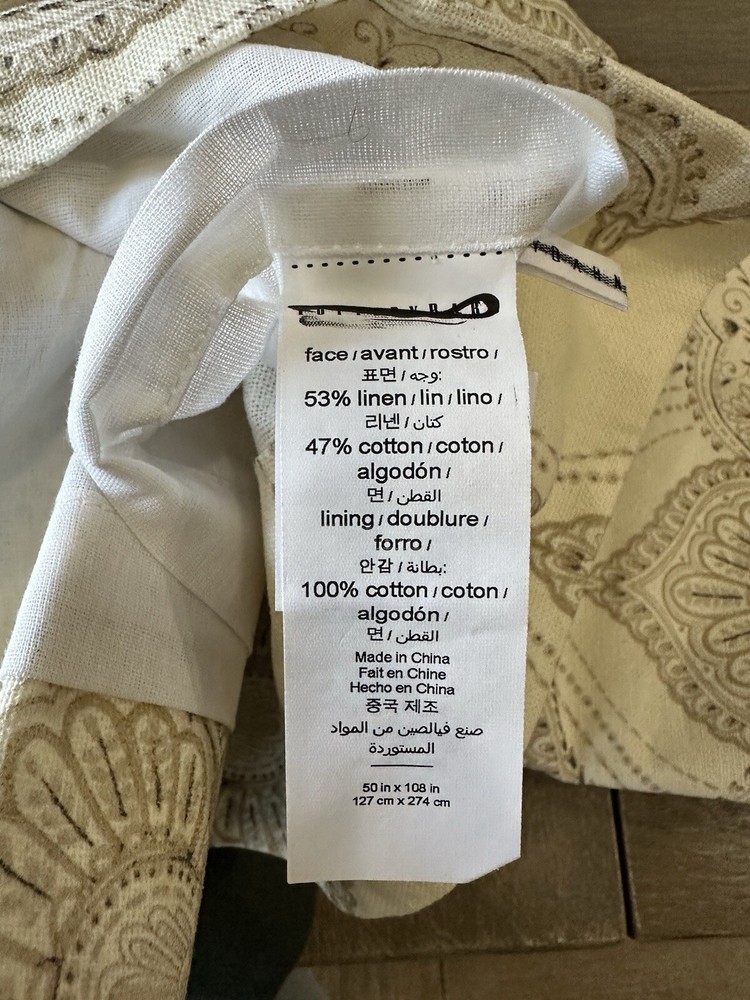 face / avant / rostro /
표면 / وجه:
53% linen / lin / lino /
리넨 / كتان
47% cotton / coton /
algodón /
면 / القطن
lining / doublure /
forro /
안감 / بطانة:
100% cotton / coton /
algodón /
면 / القطن
Made in China
Fait en Chine
Hecho en China
중국 제조
صنع فيالصين من المواد
المستوردة
50 in x 108 in
127 cm x 274 cm